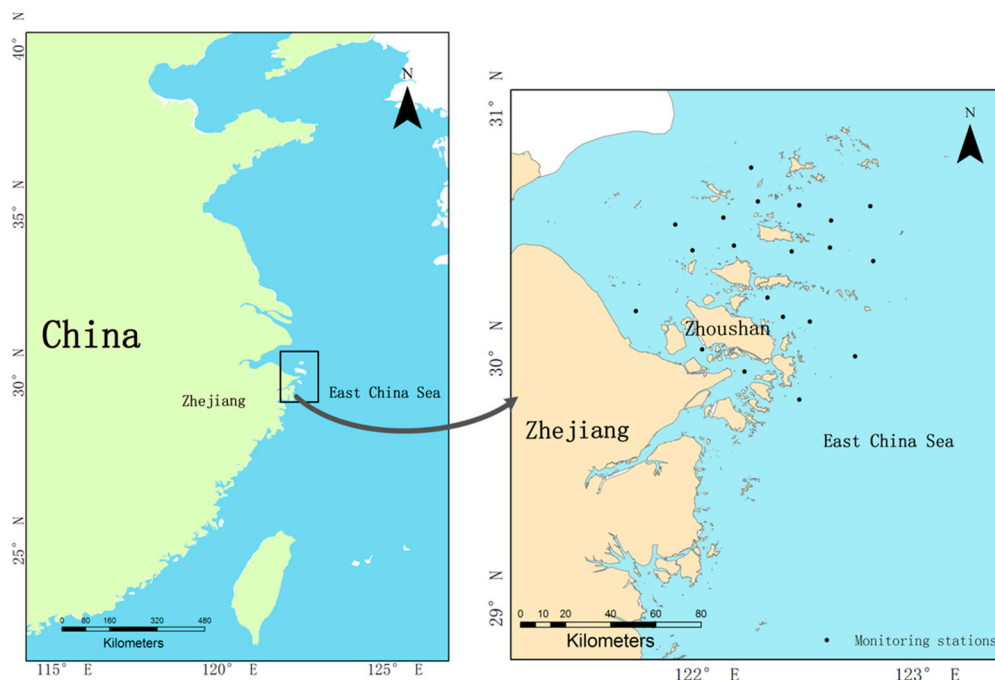 40° N
35° N
30° N
25° N
N
China
Zhejiang
East China Sea
0 80 160 320 480
Kilometers
115° E
120° E
125° E
31° N
30° N
29° N
N
Zhoushan
Zhejiang
East China Sea
0 10 20 40 60 80
Kilometers
Monitoring stations
122° E
123° E